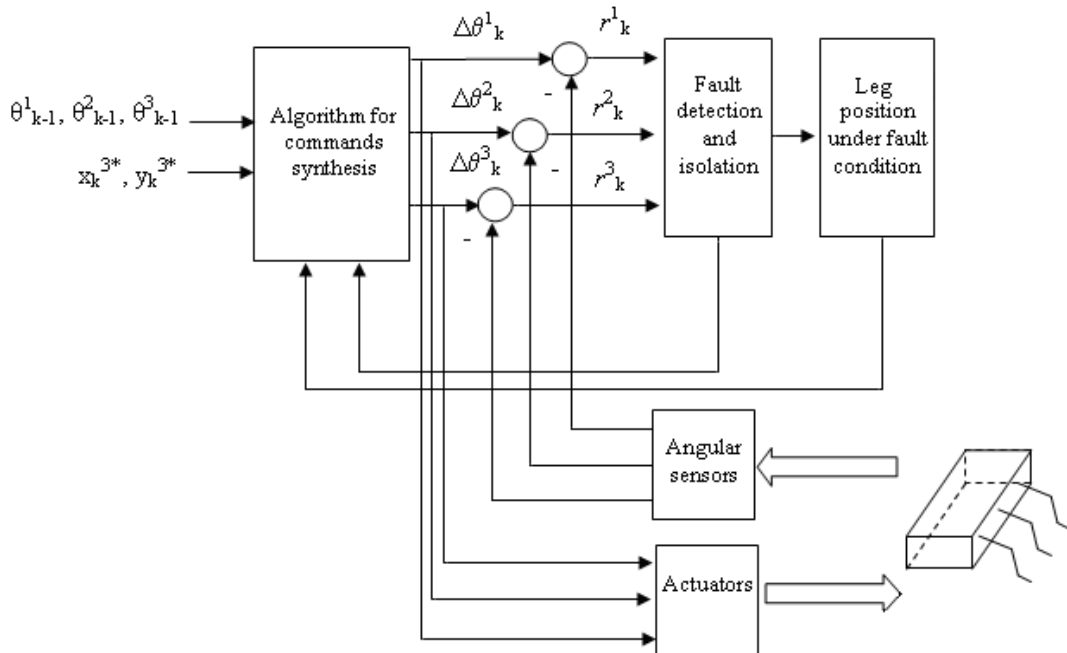 Δθ¹ₖ
r¹ₖ
θ¹ₖ₋₁, θ²ₖ₋₁, θ³ₖ₋₁
xₖ³*, yₖ³*
Algorithm for
commands
synthesis
-
Δθ²ₖ
r²ₖ
-
Δθ³ₖ
r³ₖ
-
Fault
detection
and
isolation
Leg
position
under fault
condition
Angular
sensors
Actuators